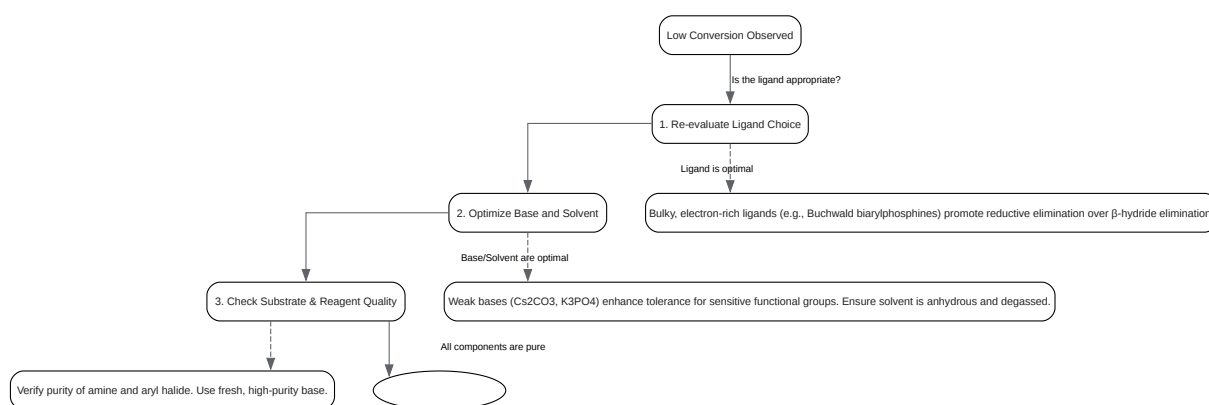 Low Conversion Observed
Is the ligand appropriate?
1. Re-evaluate Ligand Choice
Ligand is optimal
2. Optimize Base and Solvent
Bulky, electron-rich ligands (e.g., Buchwald biarylphosphines) promote reductive elimination over β-hydride elimination
Base/Solvent are optimal
3. Check Substrate & Reagent Quality
Weak bases (Cs2CO3, K3PO4) enhance tolerance for sensitive functional groups. Ensure solvent is anhydrous and degassed.
All components are pure
Verify purity of amine and aryl halide. Use fresh, high-purity base.